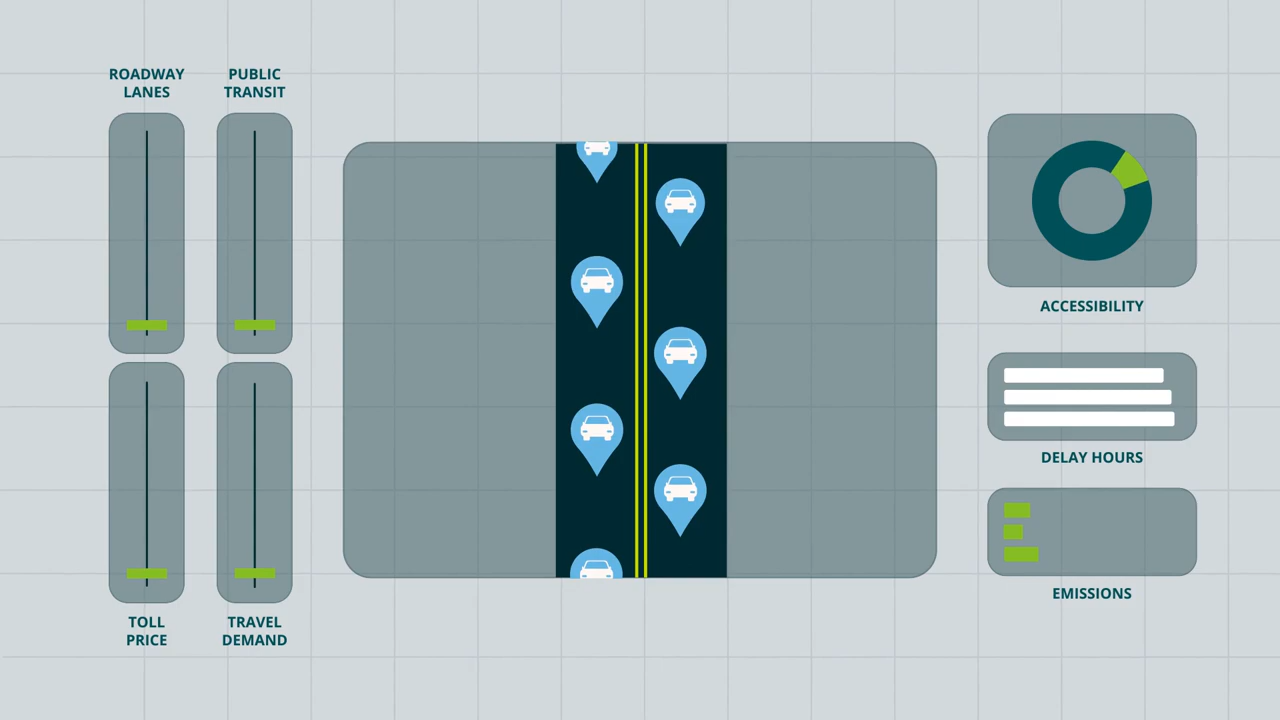 ROADWAY
LANES
PUBLIC
TRANSIT
TOLL
PRICE
TRAVEL
DEMAND
ACCESSIBILITY
DELAY HOURS
EMISSIONS